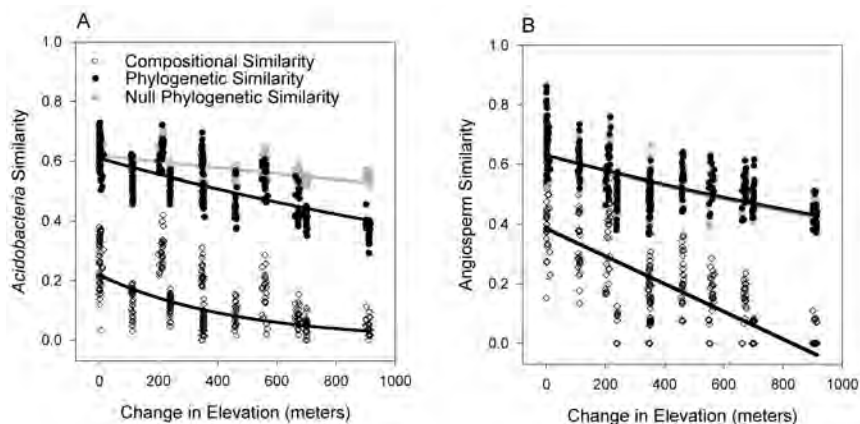 A
Acidobacteria Similarity
1.0
0.8
0.6
0.4
0.2
0.0
Compositional Similarity
Phylogenetic Similarity
Null Phylogenetic Similarity
0 200 400 600 800 1000
Change in Elevation (meters)
B
Angiosperm Similarity
1.0
0.8
0.6
0.4
0.2
0.0
0 200 400 600 800 1000
Change in Elevation (meters)